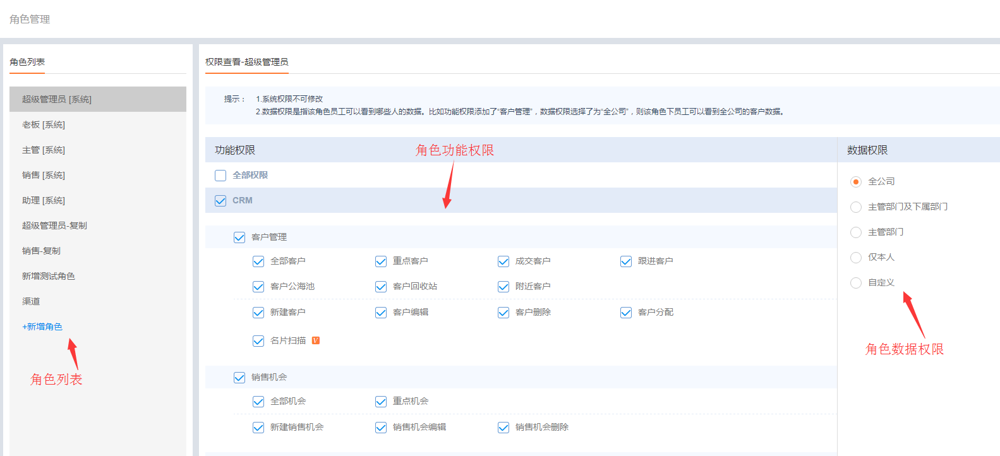 角色管理
角色列表
超级管理员 [系统]
老板 [系统]
主管 [系统]
销售 [系统]
助理 [系统]
超级管理员-复制
销售-复制
新增测试角色
渠道
+新增角色
角色列表
权限查看-超级管理员
提示： 1.系统权限不可修改
2.数据权限是指该角色员工可以看到哪些人的数据。比如功能权限添加了“客户管理”，数据权限选择了为“全公司”，则该角色下员工可以看到全公司的客户数据。
功能权限
角色功能权限
全部权限
CRM
客户管理
全部客户 重点客户 成交客户 跟进客户
客户公海池 客户回收站 附近客户
新建客户 客户编辑 客户删除 客户分配
名片扫描 V
销售机会
全部机会 重点机会
新建销售机会 销售机会编辑 销售机会删除
数据权限
全公司
主管部门及下属部门
主管部门
仅本人
自定义
角色数据权限